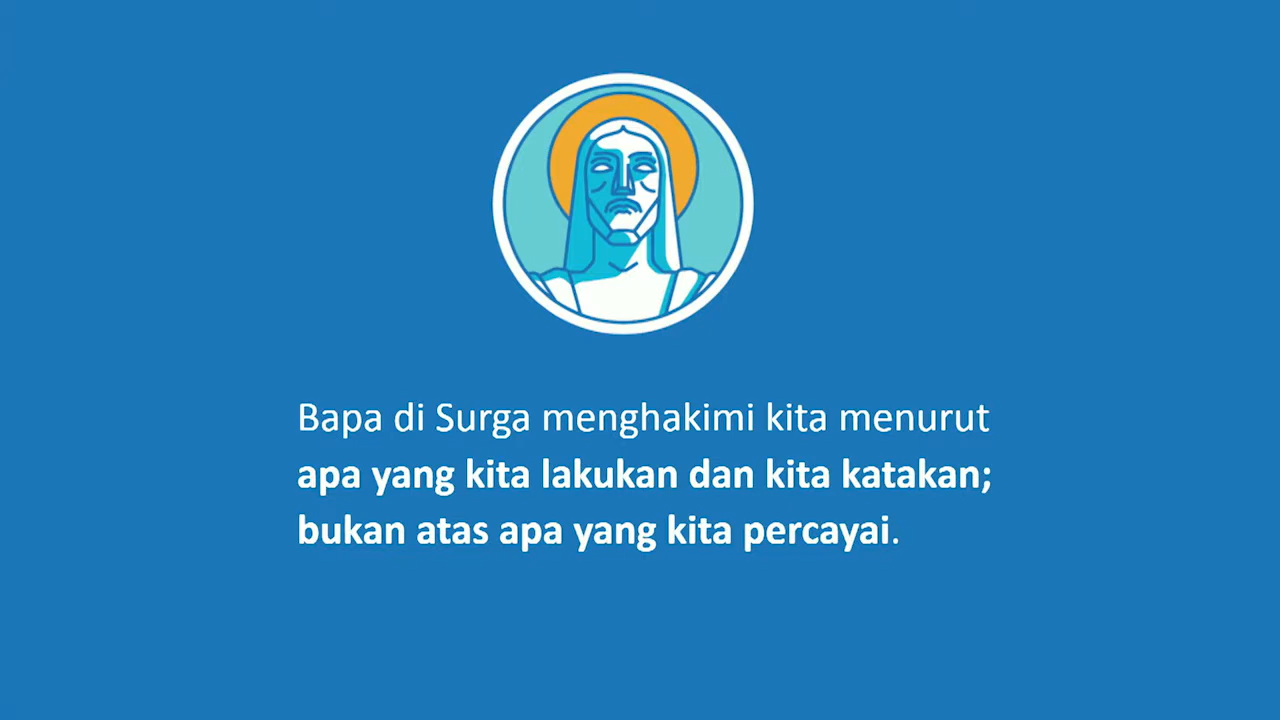 Bapa di Surga menghakimi kita menurut
apa yang kita lakukan dan kita katakan;
bukan atas apa yang kita percayai.